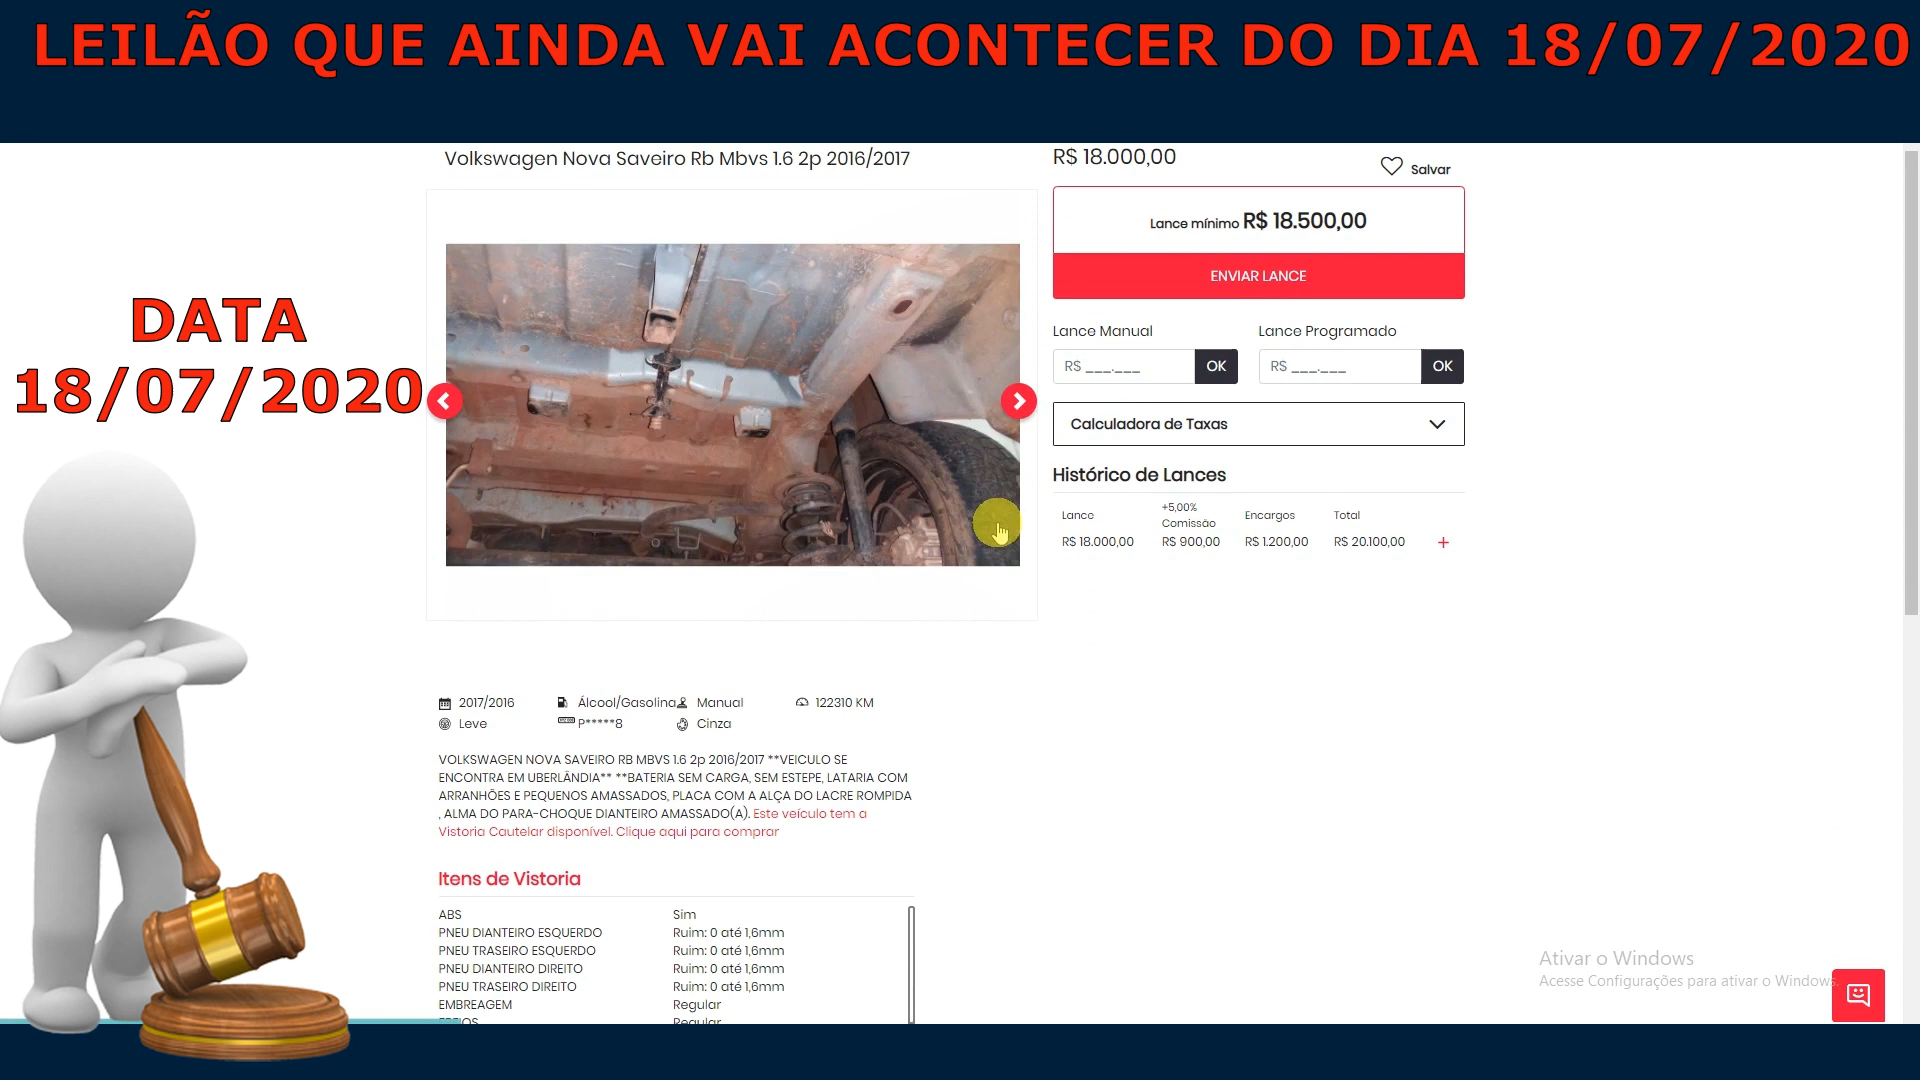 LEILÃO QUE AINDA VAI ACONTECER DO DIA 18/07/2020
DATA
18/07/2020
Volkswagen Nova Saveiro Rb Mbvs 1.6 2p 2016/2017
R$ 18.000,00
Salvar
Lance mínimo R$ 18.500,00
ENVIAR LANCE
Lance Manual
Lance Programado
R$ ___.___ OK
R$ ___.___ OK
Calculadora de Taxas
Histórico de Lances
Lance +5,00% Comissão Encargos Total
R$ 18.000,00 R$ 900,00 R$ 1.200,00 R$ 20.100,00 +
2017/2016 Álcool/Gasolina Manual 122310 KM
Leve P*****8 Cinza
VOLKSWAGEN NOVA SAVEIRO RB MBVS 1.6 2p 2016/2017 **VEICULO SE
ENCONTRA EM UBERLÂNDIA** **BATERIA SEM CARGA, SEM ESTEPE, LATARIA COM
ARRANHÕES E PEQUENOS AMASSADOS, PLACA COM A ALÇA DO LACRE ROMPIDA
, ALMA DO PARA-CHOQUE DIANTEIRO AMASSADO(A). Este veículo tem a
Vistoria Cautelar disponível. Clique aqui para comprar
Itens de Vistoria
ABS Sim
PNEU DIANTEIRO ESQUERDO Ruim: 0 até 1,6mm
PNEU TRASEIRO ESQUERDO Ruim: 0 até 1,6mm
PNEU DIANTEIRO DIREITO Ruim: 0 até 1,6mm
PNEU TRASEIRO DIREITO Ruim: 0 até 1,6mm
EMBREAGEM Regular
FREIOS Regular
Ativar o Windows
Acesse Configurações para ativar o Windows.